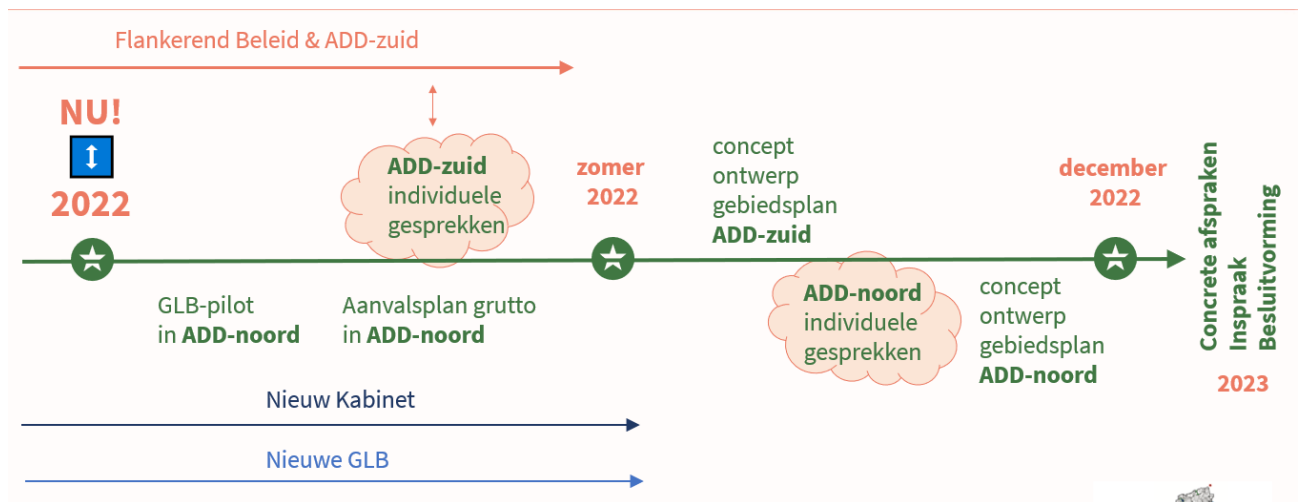 Flankerend Beleid & ADD-zuid
NU!
2022
ADD-zuid
individuele
gesprekken
zomer
2022
concept
ontwerp
gebiedsplan
ADD-zuid
december
2022
GLB-pilot
in ADD-noord
Aanvalsplan grutto
in ADD-noord
ADD-noord
individuele
gesprekken
concept
ontwerp
gebiedsplan
ADD-noord
Concrete afspraken
Inspraak
Besluitvorming
2023
Nieuw Kabinet
Nieuwe GLB